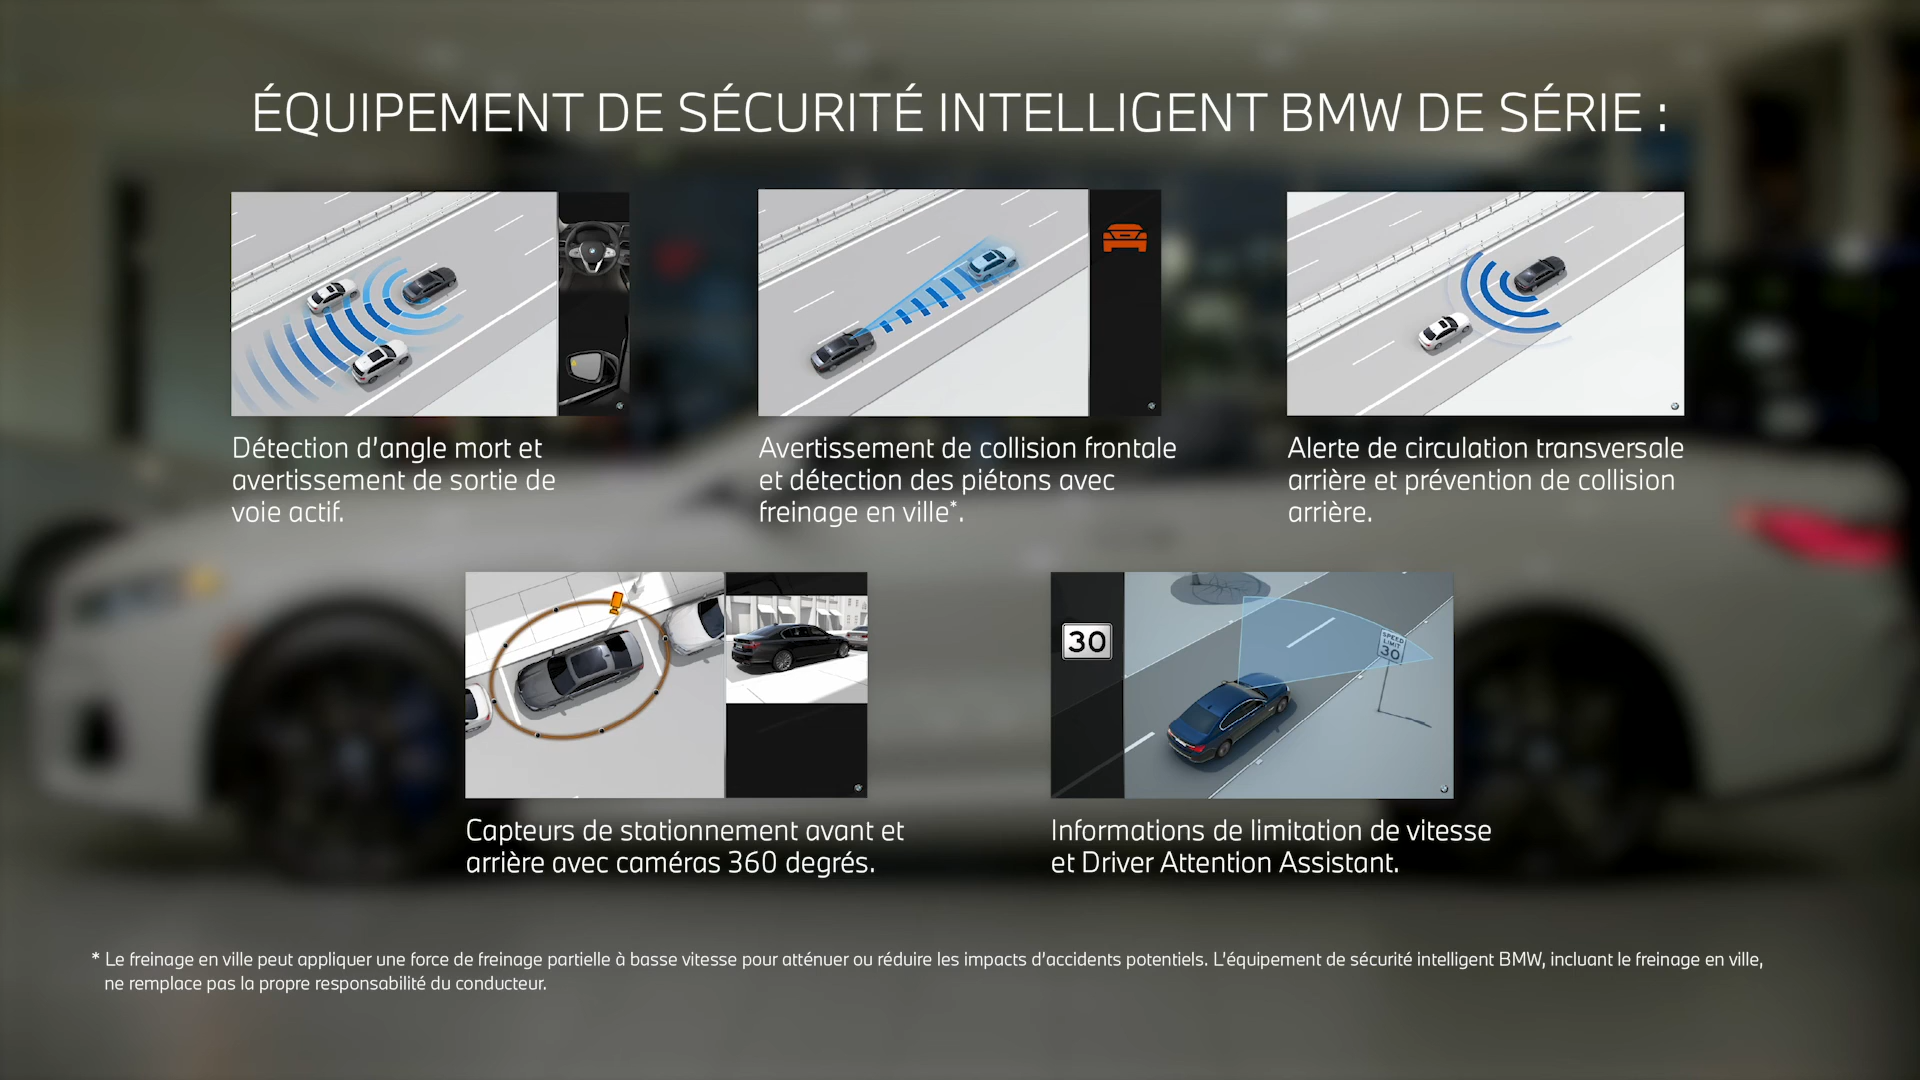 ÉQUIPEMENT DE SÉCURITÉ INTELLIGENT BMW DE SÉRIE :
Détection d'angle mort et
avertissement de sortie de
voie actif.
Avertissement de collision frontale
et détection des piétons avec
freinage en ville*.
Alerte de circulation transversale
arrière et prévention de collision
arrière.
30
SPEED
LIMIT
30
Capteurs de stationnement avant et
arrière avec caméras 360 degrés.
Informations de limitation de vitesse
et Driver Attention Assistant.
* Le freinage en ville peut appliquer une force de freinage partielle à basse vitesse pour atténuer ou réduire les impacts d'accidents potentiels. L'équipement de sécurité intelligent BMW, incluant le freinage en ville,
ne remplace pas la propre responsabilité du conducteur.